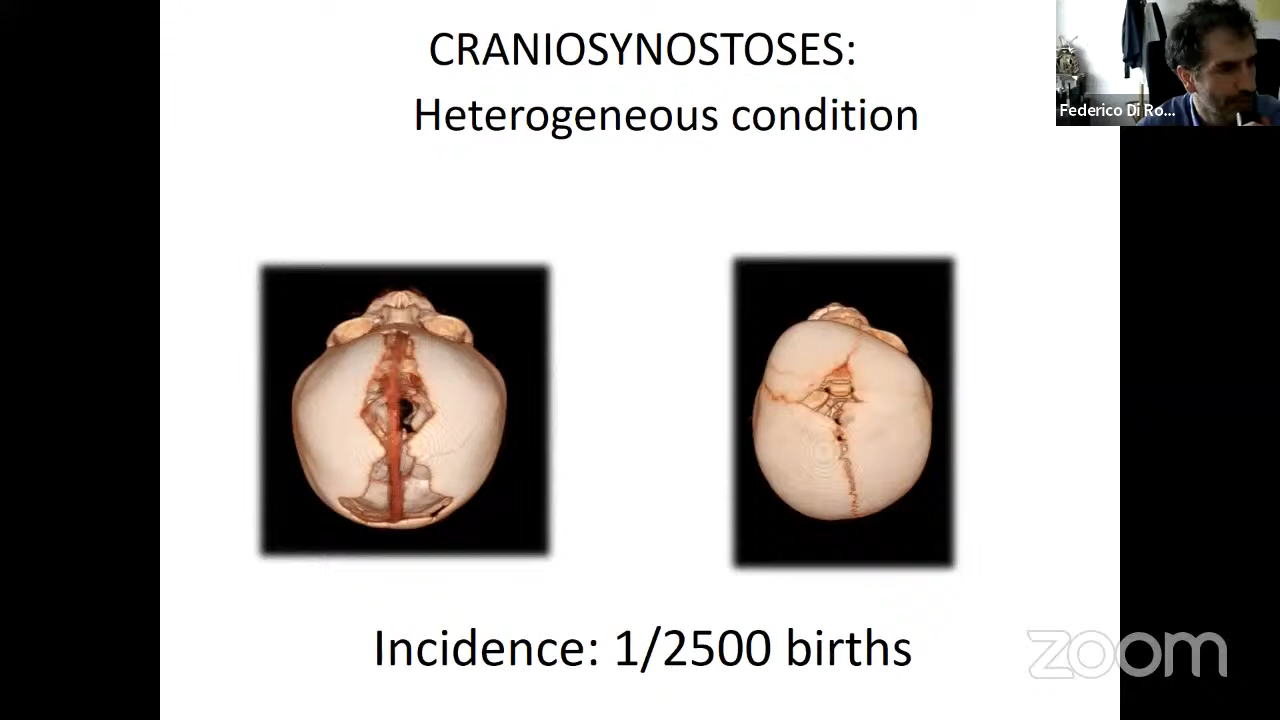 CRANIOSYNOSTOSES:
Heterogeneous condition
Federico Di Ro...
Incidence: 1/2500 births
zoom